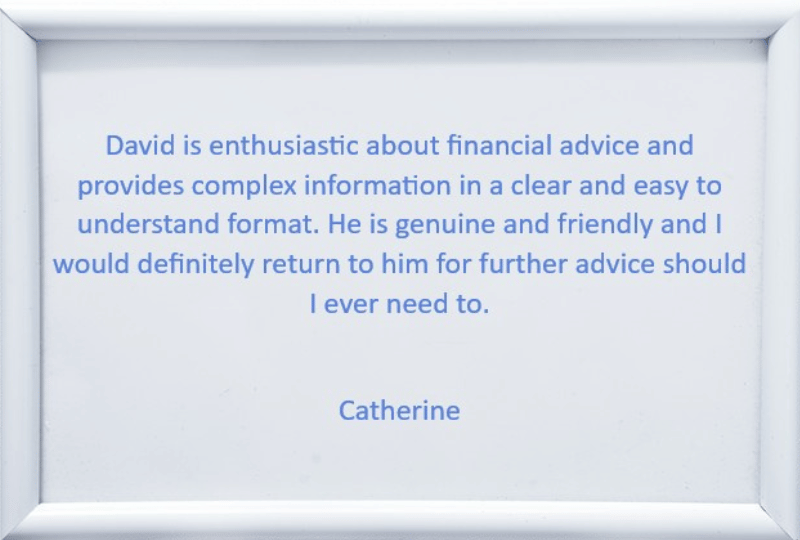 David is enthusiastic about financial advice and
provides complex information in a clear and easy to
understand format. He is genuine and friendly and I
would definitely return to him for further advice should
I ever need to.
Catherine